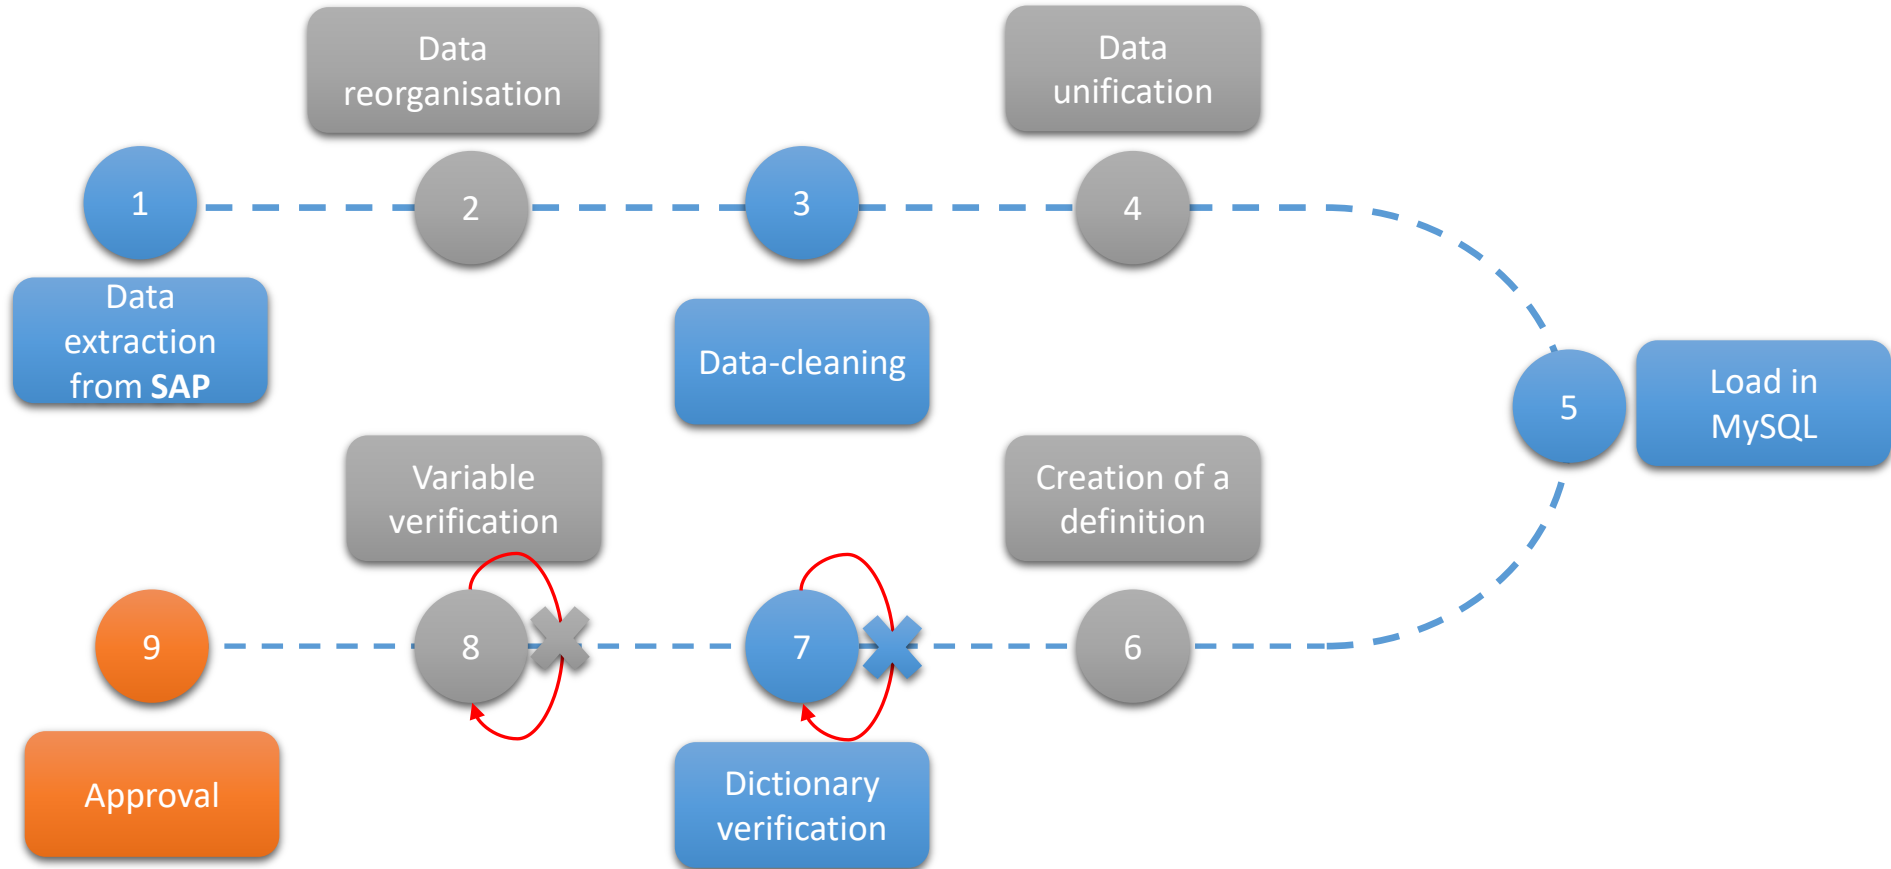 Data
reorganisation
Data
unification
1
2
3
4
Data
extraction
from SAP
Data-cleaning
5
Load in
MySQL
Variable
verification
Creation of a
definition
9
8
7
6
Approval
Dictionary
verification